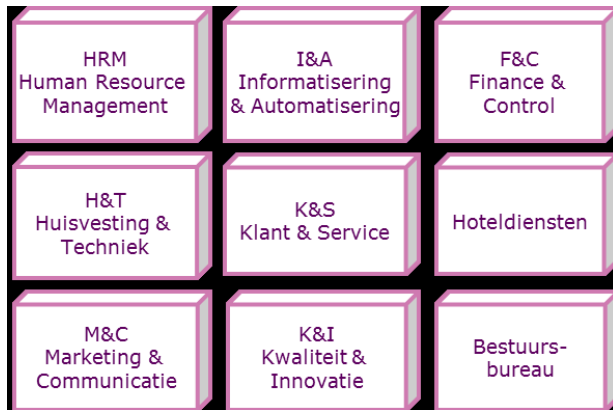 HRM
Human Resource
Management
I&A
Informatisering
& Automatisering
F&C
Finance &
Control
H&T
Huisvesting &
Techniek
K&S
Klant & Service
Hoteldiensten
M&C
Marketing &
Communicatie
K&I
Kwaliteit &
Innovatie
Bestuurs-
bureau